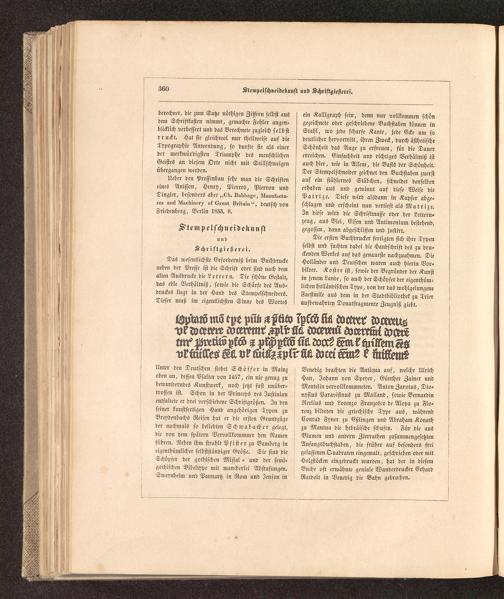 360
Stempelschneidekunst und Schriftgießerei.
berechnet, die zum Satze nöthigen Ziffern selbst aus
dem Schriftkasten nimmt, gemachte Fehler augen-
blicklich verbessert und das Berechnete zugleich selbst
druckt. Hat sie gleichwol nur theilweise auf die
Typographie Anwendung, so durfte sie als einer
der merkwürdigsten Triumphe des menschlichen
Geistes an diesem Orte nicht mit Stillschweigen
übergangen werden.
Ueber den Pressenbau sehe man die Schriften
eines Anisson, Henry, Pierres, Pierron und
Dingler, besonders aber „Ch. Babbage, Manufactu-
res and Machinery of Great Britain“, deutsch von
Friedenberg, Berlin 1833. 8.
Stempelschneidekunst
und
Schriftgießerei.
Das wesentlichste Erforderniß beim Buchdrucke
neben der Presse ist die Schrift oder sind nach dem
alten Ausdrucke die Lettern. Die schöne Gestalt,
das edle Verhältniß, sowie die Schärfe des Aus-
druckes liegt in der Hand des Stempelschneiders.
Dieser muß im eigentlichsten Sinne des Wortes
ein Kalligraph sein, denn nur vollkommen schön
gezeichnete oder geschriebene Buchstaben können in
Stahl, wo jede scharfe Kante, jede Ecke um so
deutlicher hervortritt, ihren Zweck, durch ästhetische
Schönheit das Auge zu erfreuen, für die Dauer
erreichen. Einfachheit und richtiges Verhältniß ist
auch hier, wie in Allem, die Basis der Schönheit.
Der Stempelschneider zeichnet den Buchstaben zuerst
auf ein stählernes Stäbchen, schneidet denselben
erhaben aus und gewinnt auf diese Weise die
Patrize. Diese wird alsdann in Kupfer abge-
schlagen und erscheint nun vertieft als Matrize.
In diese wird die Schriftmasse oder der Lettern-
zeug, aus Blei, Eisen und Antimonium bestehend,
gegossen, dann abgeschliffen und justirt.
Die ersten Buchdrucker fertigten sich ihre Typen
selbst und suchten dabei die Handschrift des zu dru-
ckenden Werkes auf das genaueste nachzuahmen. Die
Holländer und Deutschen waren auch hierin Vor-
bilder. Koster ist, sowie der Begründer der Kunst
in jenem Lande, so auch der Schöpfer der eigenthüm-
lichen holländischen Type, von der das wohlgelungene
Facsimile aus dem in der Stadtbibliothek zu Trier
aufbewahrten Donatfragmente Zeugniß giebt.
Unter den Deutschen stehet Schöffer in Mainz
oben an, dessen Psalter von 1457, ein nie genug zu
bewunderndes Kunstwerk, noch jetzt fast unüber-
troffen ist. Schon in der Princeps des Justinian
entfaltete er drei verschiedene Schriftgrößen. In den
seiner kunstfertigen Hand angehörigen Typen zu
Breydenbachs Reisen hat er die ersten Grundzüge
der nachmals so beliebten Schwabacher gelegt,
die von dem spätern Vervollkommner den Namen
führen. Neben ihm strahlt Pfister zu Bamberg in
eigenthümlicher selbstständiger Größe. Sie sind die
Schöpfer der gothischen Missal= und der semi-
gothischen Bibeltype mit mancherlei Abstufungen.
Sweynheim und Pannartz in Rom und Jenson in
Venedig brachten die Antiqua auf, welche Ulrich
Han, Johann von Speyer, Günther Zainer und
Mentelin vervollkommneten. Anton Zarotus, Dio-
nysius Paravisinus zu Mailand, sowie Bernardin
Nerlius und Lorenzo Francesco de Alopa zu Flo-
renz bildeten die griechische Type aus, während
Conrad Fyner zu Eßlingen und Abraham Konath
zu Mantua die hebräische schufen. Für die aus
Blumen und andern Zierrathen zusammengesetzten
Anfangsbuchstaben, die früher auf besonders frei
gelassenen Quadraten eingemalt, geschrieben oder mit
Holzstöcken eingedruckt wurden, hat der in diesem
Buche oft erwähnte geniale Wanderdrucker Erhard
Ratdolt in Venedig die Bahn gebrochen.